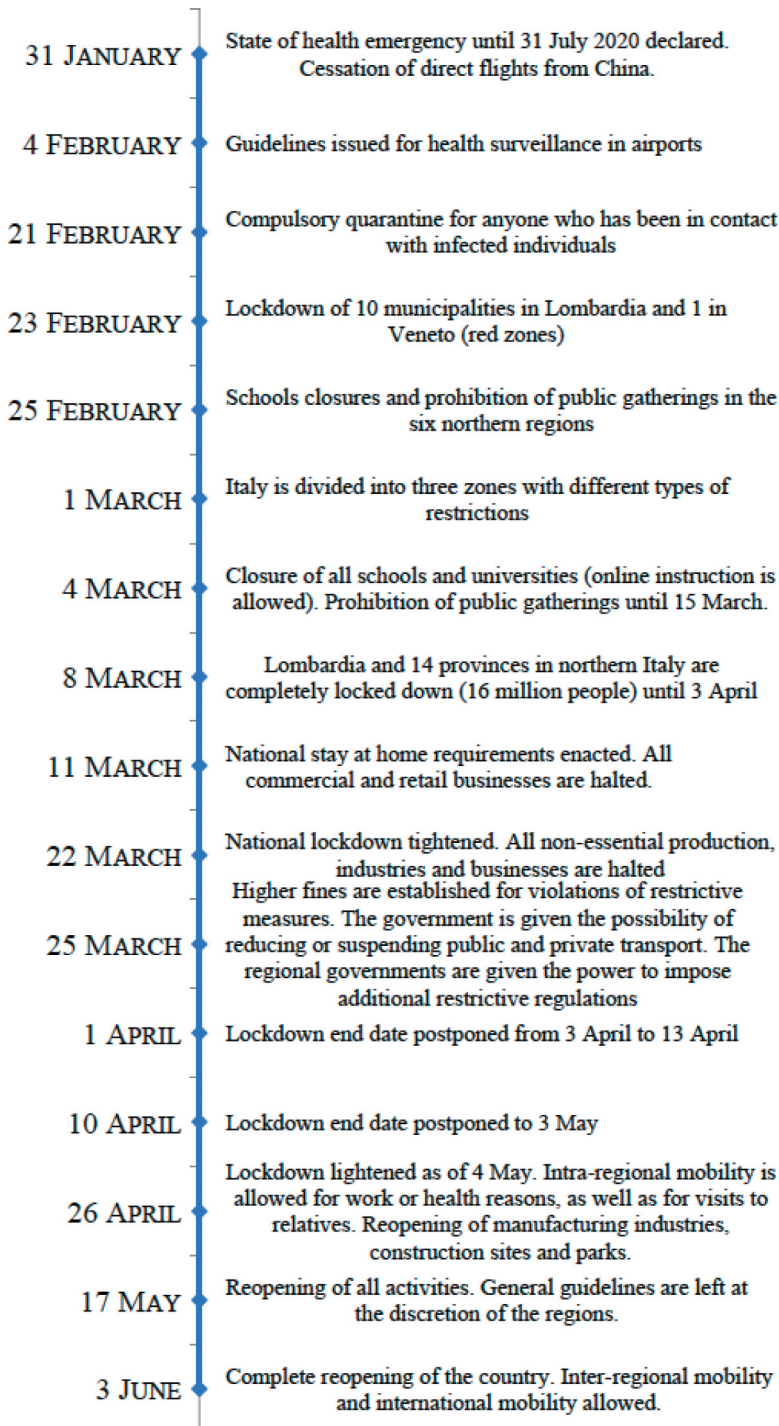 31 JANUARY
State of health emergency until 31 July 2020 declared.
Cessation of direct flights from China.
4 FEBRUARY
Guidelines issued for health surveillance in airports
21 FEBRUARY
Compulsory quarantine for anyone who has been in contact
with infected individuals
23 FEBRUARY
Lockdown of 10 municipalities in Lombardia and 1 in
Veneto (red zones)
25 FEBRUARY
Schools closures and prohibition of public gatherings in the
six northern regions
1 MARCH
Italy is divided into three zones with different types of
restrictions
4 MARCH
Closure of all schools and universities (online instruction is
allowed). Prohibition of public gatherings until 15 March.
8 MARCH
Lombardia and 14 provinces in northern Italy are
completely locked down (16 million people) until 3 April
11 MARCH
National stay at home requirements enacted. All
commercial and retail businesses are halted.
22 MARCH
National lockdown tightened. All non-essential production,
industries and businesses are halted
25 MARCH
Higher fines are established for violations of restrictive
measures. The government is given the possibility of
reducing or suspending public and private transport. The
regional governments are given the power to impose
additional restrictive regulations
1 APRIL
Lockdown end date postponed from 3 April to 13 April
10 APRIL
Lockdown end date postponed to 3 May
26 APRIL
Lockdown lightened as of 4 May. Intra-regional mobility is
allowed for work or health reasons, as well as for visits to
relatives. Reopening of manufacturing industries,
construction sites and parks.
17 MAY
Reopening of all activities. General guidelines are left at
the discretion of the regions.
3 JUNE
Complete reopening of the country. Inter-regional mobility
and international mobility allowed.